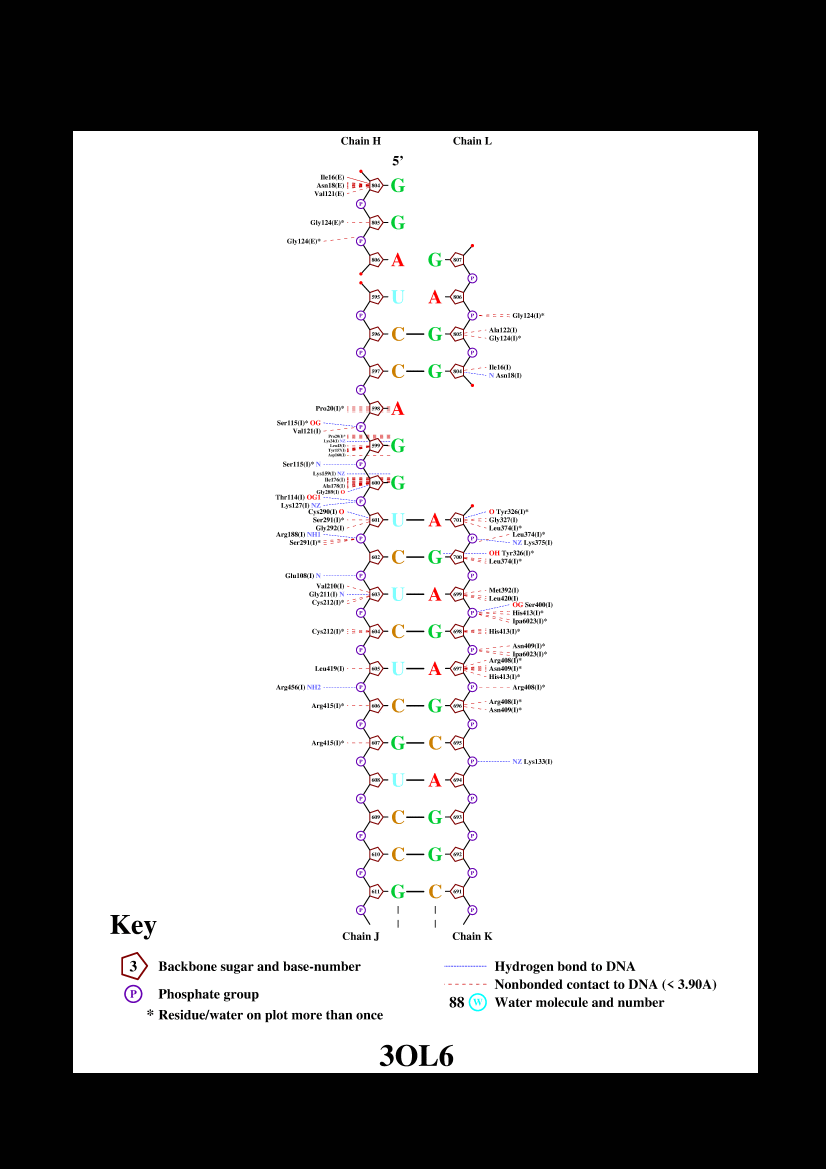 Chain H Chain L
5’
Ile16(E)
Asn18(E) 804 G
Val121(E)
P
Gly124(E)* 805 G
Gly124(E)* P
806 A G 807
P
595 U A 806
P P Gly124(I)*
Ala122(I)
596 C G 805
Gly124(I)*
P P
Ile16(I)
597 C G 804
N Asn18(I)
P
Pro20(I)* 598 A
Ser115(I)* OG
P
Val121(I)
599 G
Ser115(I)* N P
Lys159(I) NZ
Ile176(I)
Ala178(I) 600 G
Gly289(I) O
Thr114(I) OG1
P
Lys127(I) NZ
Cys290(I) O O Tyr326(I)*
Ser291(I)* 601 U A 701 Gly327(I)
Gly292(I) Leu374(I)*
Arg188(I) NH1 P P Leu374(I)*
Ser291(I)* NZ Lys375(I)
OH Tyr326(I)*
602 C G 700
Leu374(I)*
Glu108(I) N P P
Val210(I) Met392(I)
Gly211(I) N 603 U A 699
Cys212(I)* Leu420(I)
OG Ser400(I)
P P His413(I)*
Ipa6023(I)*
Cys212(I)* 604 C G 698 His413(I)*
P P Asn409(I)*
Ipa6023(I)*
Arg408(I)*
Leu419(I) 605 U A 697 Asn409(I)*
His413(I)*
Arg456(I) NH2 P P Arg408(I)*
Arg408(I)*
Arg415(I)* 606 C G 696
Asn409(I)*
P P
Arg415(I)* 607 G C 695
P P NZ Lys133(I)
608 U A 694
P P
609 C G 693
P P
610 C G 692
P P
611 G C 691
P P
Chain J Chain K
Key
3 Backbone sugar and base-number
P Phosphate group
* Residue/water on plot more than once
Hydrogen bond to DNA
Nonbonded contact to DNA (< 3.90A)
88 W Water molecule and number
3OL6